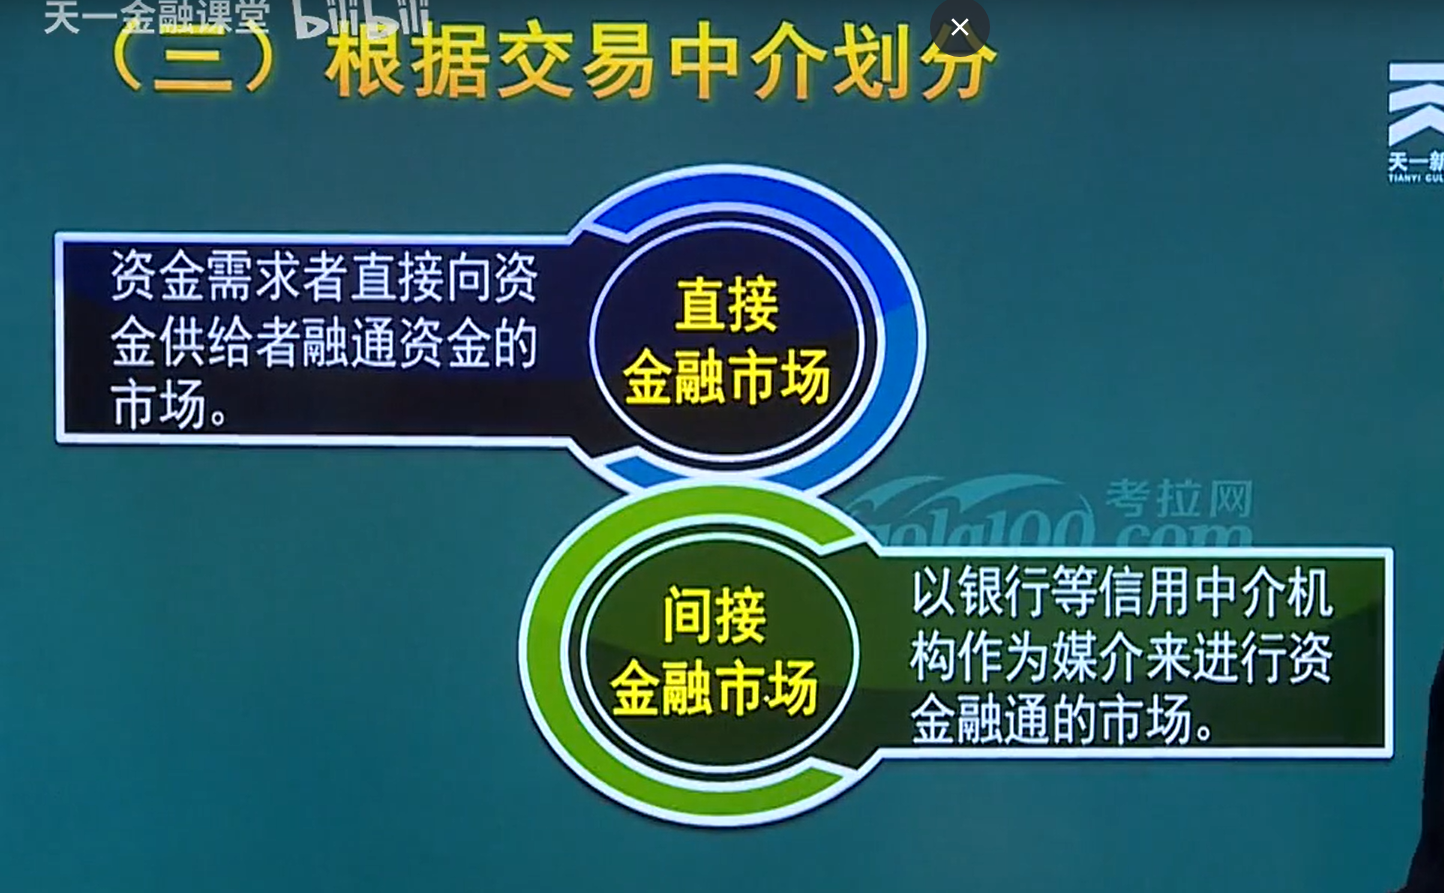 天一金融课堂 bilibili
（三）根据交易中介划分
天一新
TIANYI GUL
资金需求者直接向资
金供给者融通资金的
市场。
直接
金融市场
考拉网
.com
间接
金融市场
以银行等信用中介机
构作为媒介来进行资
金融通的市场。